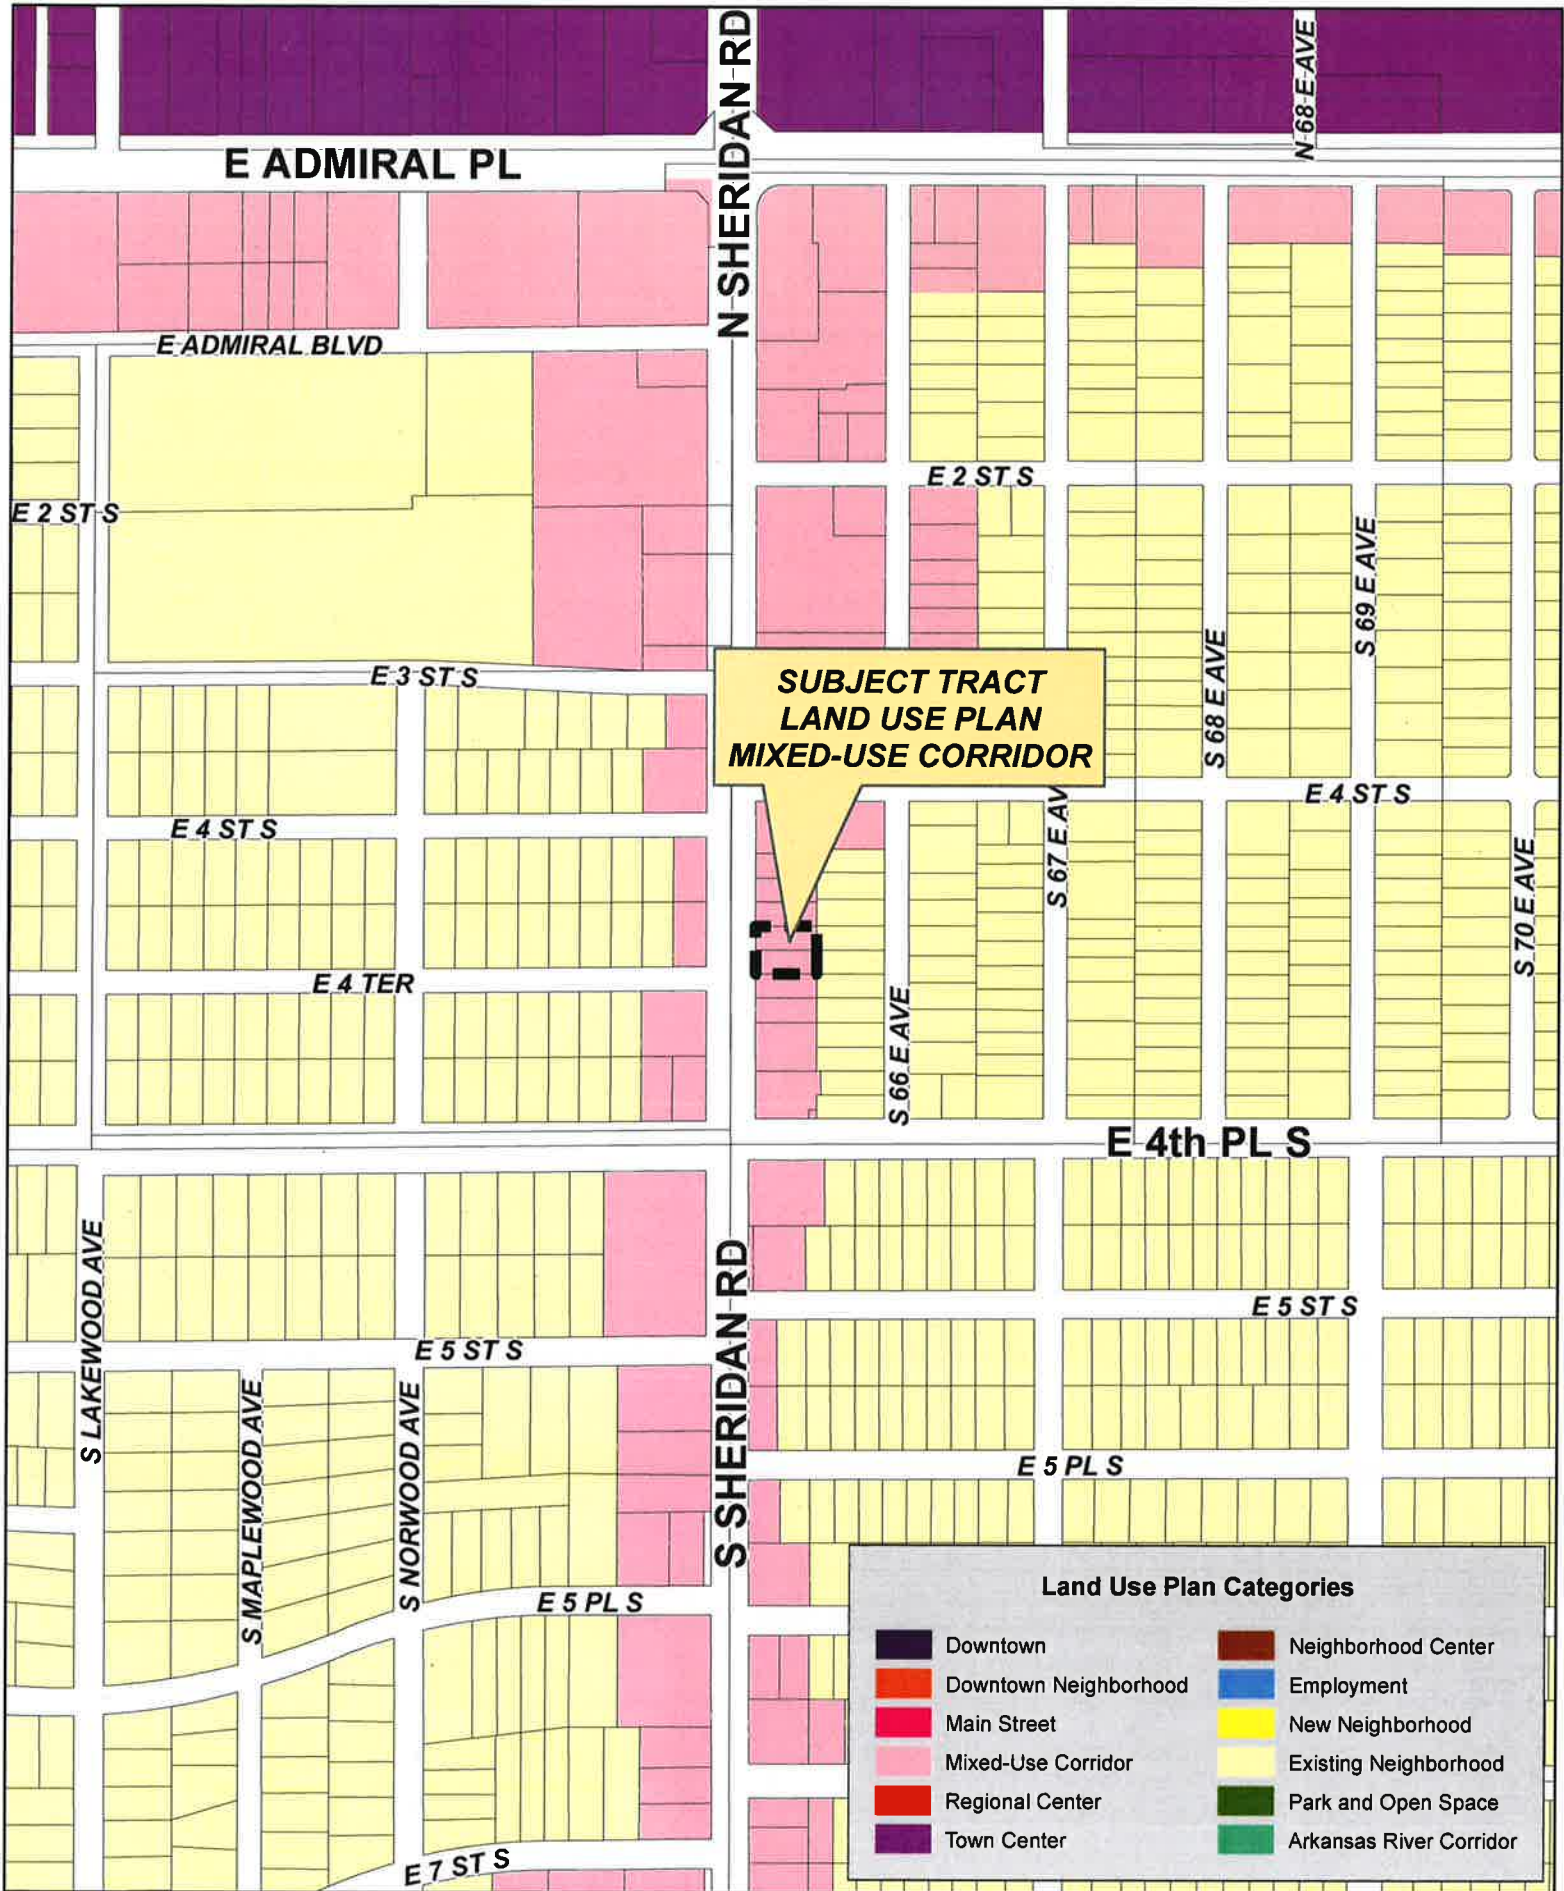 N SHERIDAN RD
N 68 E AVE
E ADMIRAL PL
E ADMIRAL BLVD
E 2 ST S
E 2 ST S
S 69 E AVE
S 68 E AVE
E 3 ST S
SUBJECT TRACT
LAND USE PLAN
MIXED-USE CORRIDOR
E 4 ST S
E 4 ST S
S 67 E AV
S 70 E AVE
E 4 TER
S 66 E AVE
E 4th PL S
S LAKEWOOD AVE
S SHERIDAN RD
E 5 ST S
E 5 ST S
S MAPLEWOOD AVE
S NORWOOD AVE
E 5 PL S
E 5 PL S
E 7 ST S
Land Use Plan Categories
Downtown
Downtown Neighborhood
Main Street
Mixed-Use Corridor
Regional Center
Town Center
Neighborhood Center
Employment
New Neighborhood
Existing Neighborhood
Park and Open Space
Arkansas River Corridor